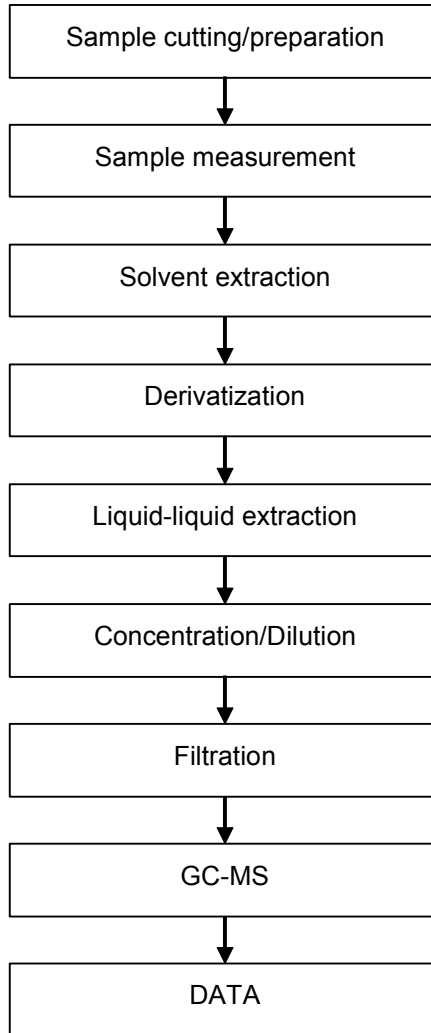 Sample cutting/preparation
Sample measurement
Solvent extraction
Derivatization
Liquid-liquid extraction
Concentration/Dilution
Filtration
GC-MS
DATA